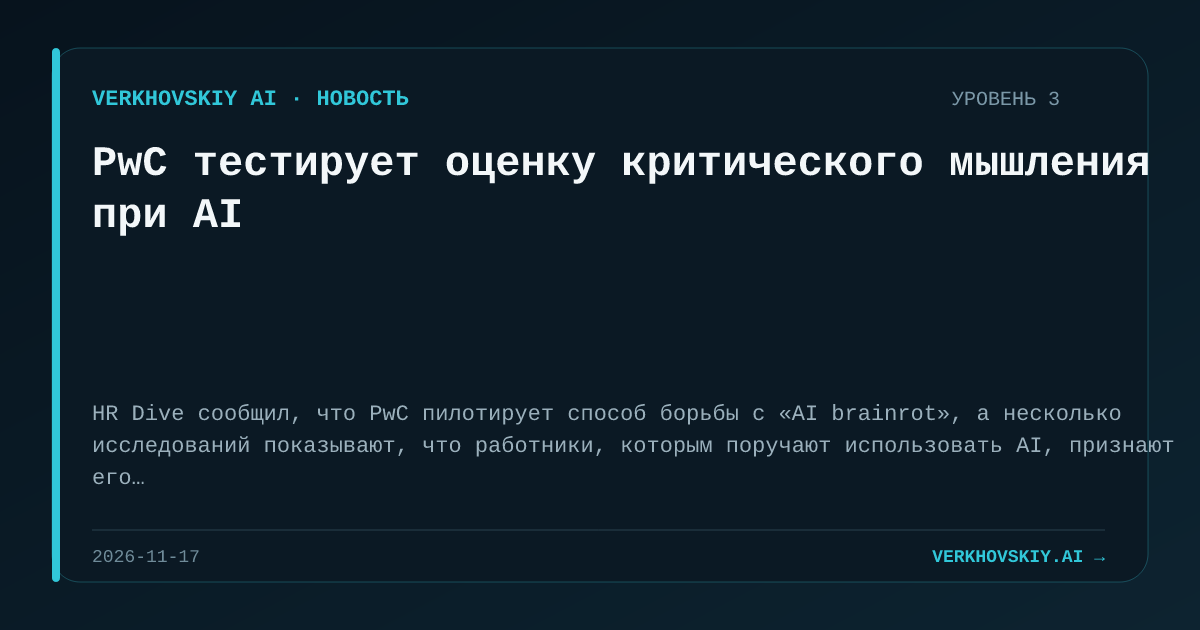 VERKHOVSKIY AI · НОВОСТЬ
УРОВЕНЬ 3
PwC тестирует оценку критического мышления
при AI
HR Dive сообщил, что PwC пилотирует способ борьбы с «AI brainrot», а несколько
исследований показывают, что работники, которым поручают использовать AI, признают
его…
2026-11-17
VERKHOVSKIY.AI →